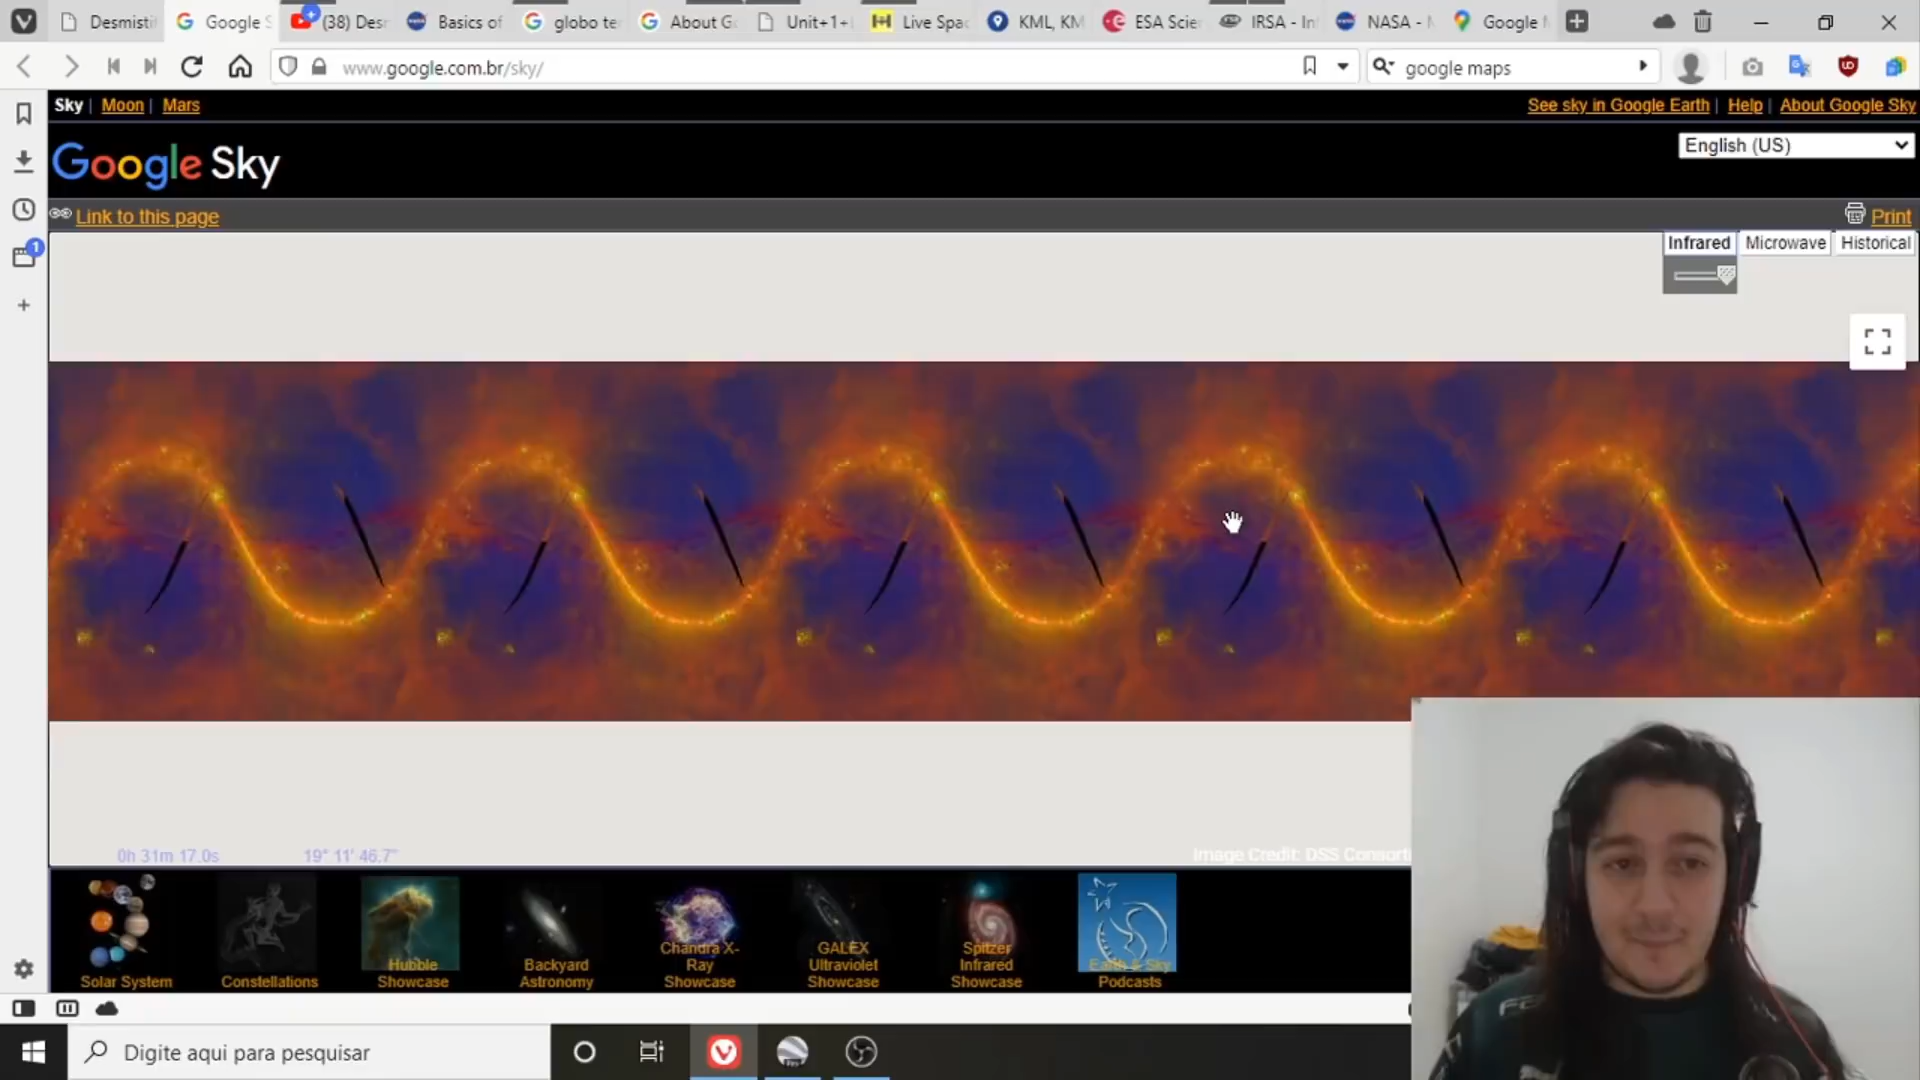 Desmisti
Google S
(38) Des
Basics of
globo te
About Go
Unit+1+
Live Spac
KML, KM
ESA Scie
IRSA - In
NASA - N
Google M
www.google.com.br/sky/
google maps
Sky | Moon | Mars
See sky in Google Earth | Help | About Google Sky
Google Sky
English (US)
Link to this page
Print
Infrared
Microwave
Historical
1
0h 31m 17.0s
19° 11' 46.7"
Image Credit: DSS Consorti
Solar System
Constellations
Hubble
Showcase
Backyard
Astronomy
Chandra X-
Ray
Showcase
GALEX
Ultraviolet
Showcase
Spitzer
Infrared
Showcase
Earth & Sky
Podcasts
Digite aqui para pesquisar